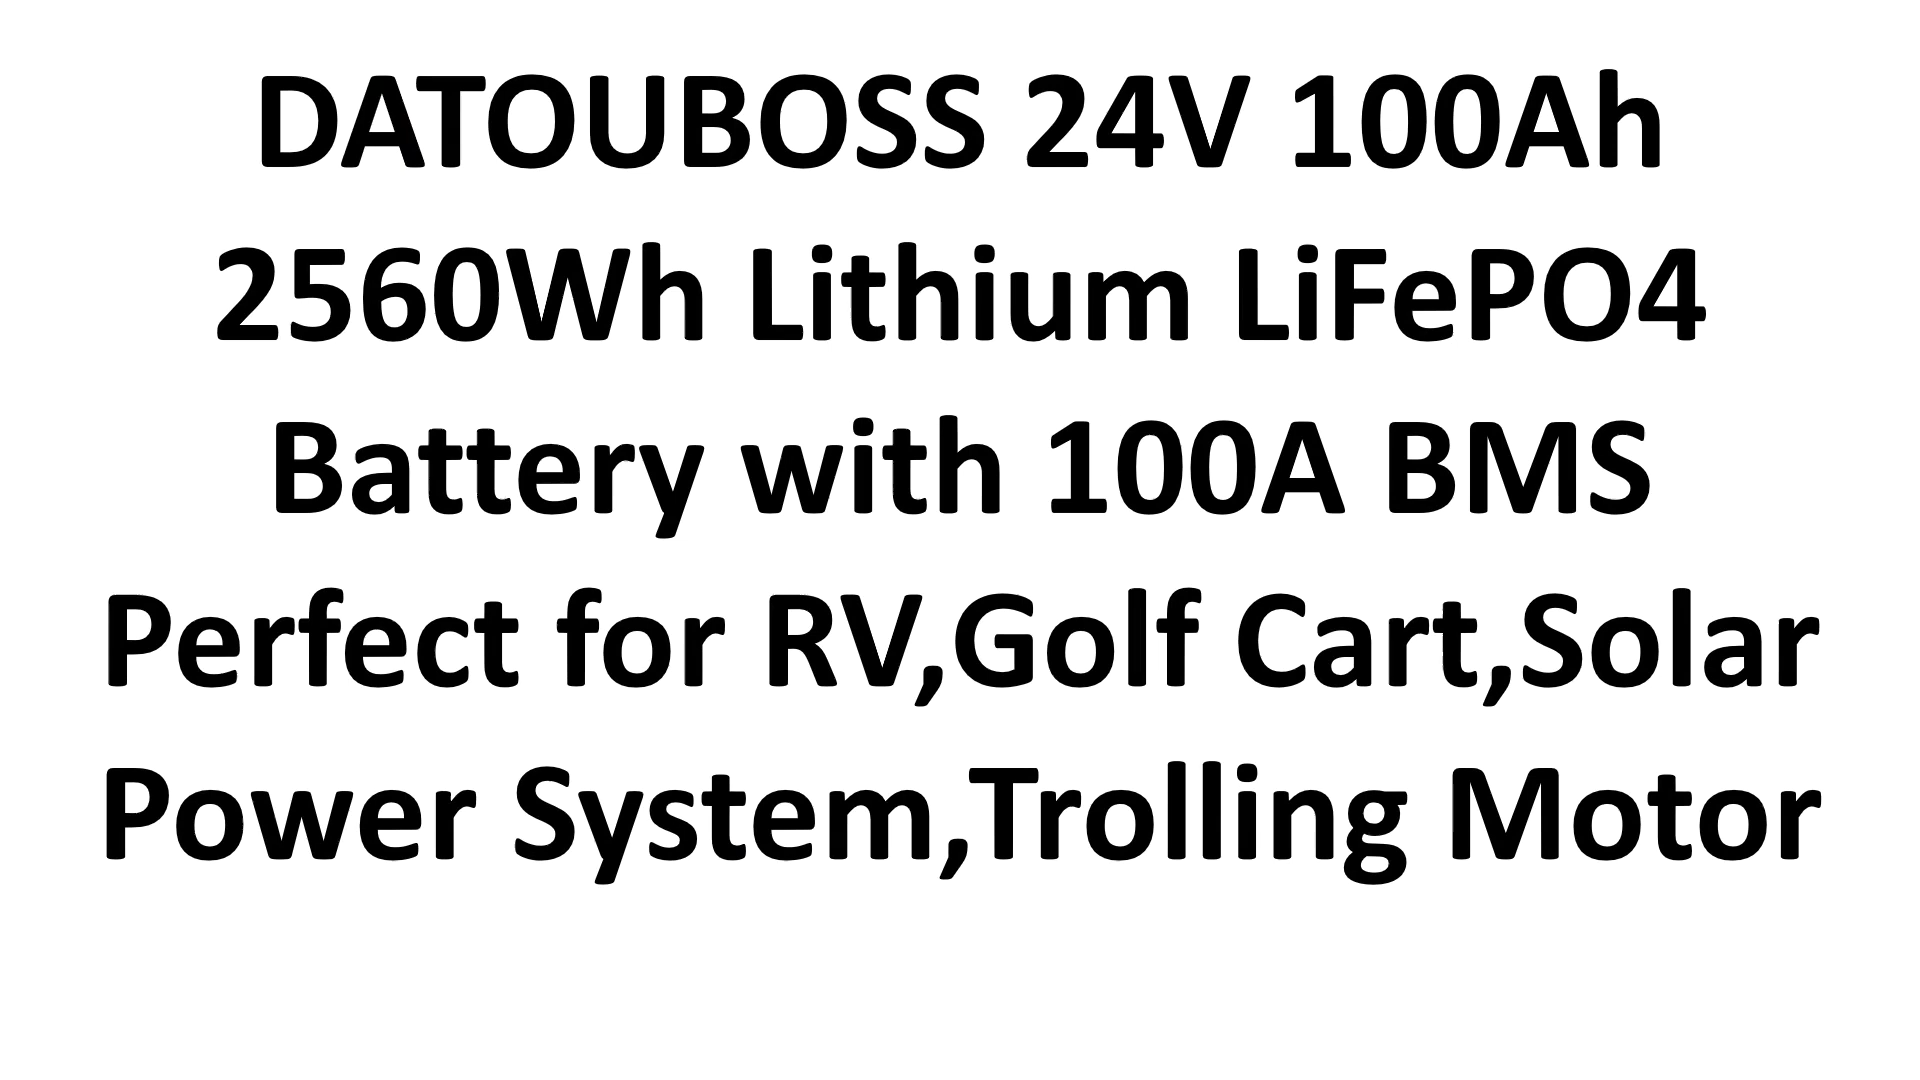 DATOUBOSS 24V 100Ah
2560Wh Lithium LiFePO4
Battery with 100A BMS
Perfect for RV,Golf Cart,Solar
Power System,Trolling Motor